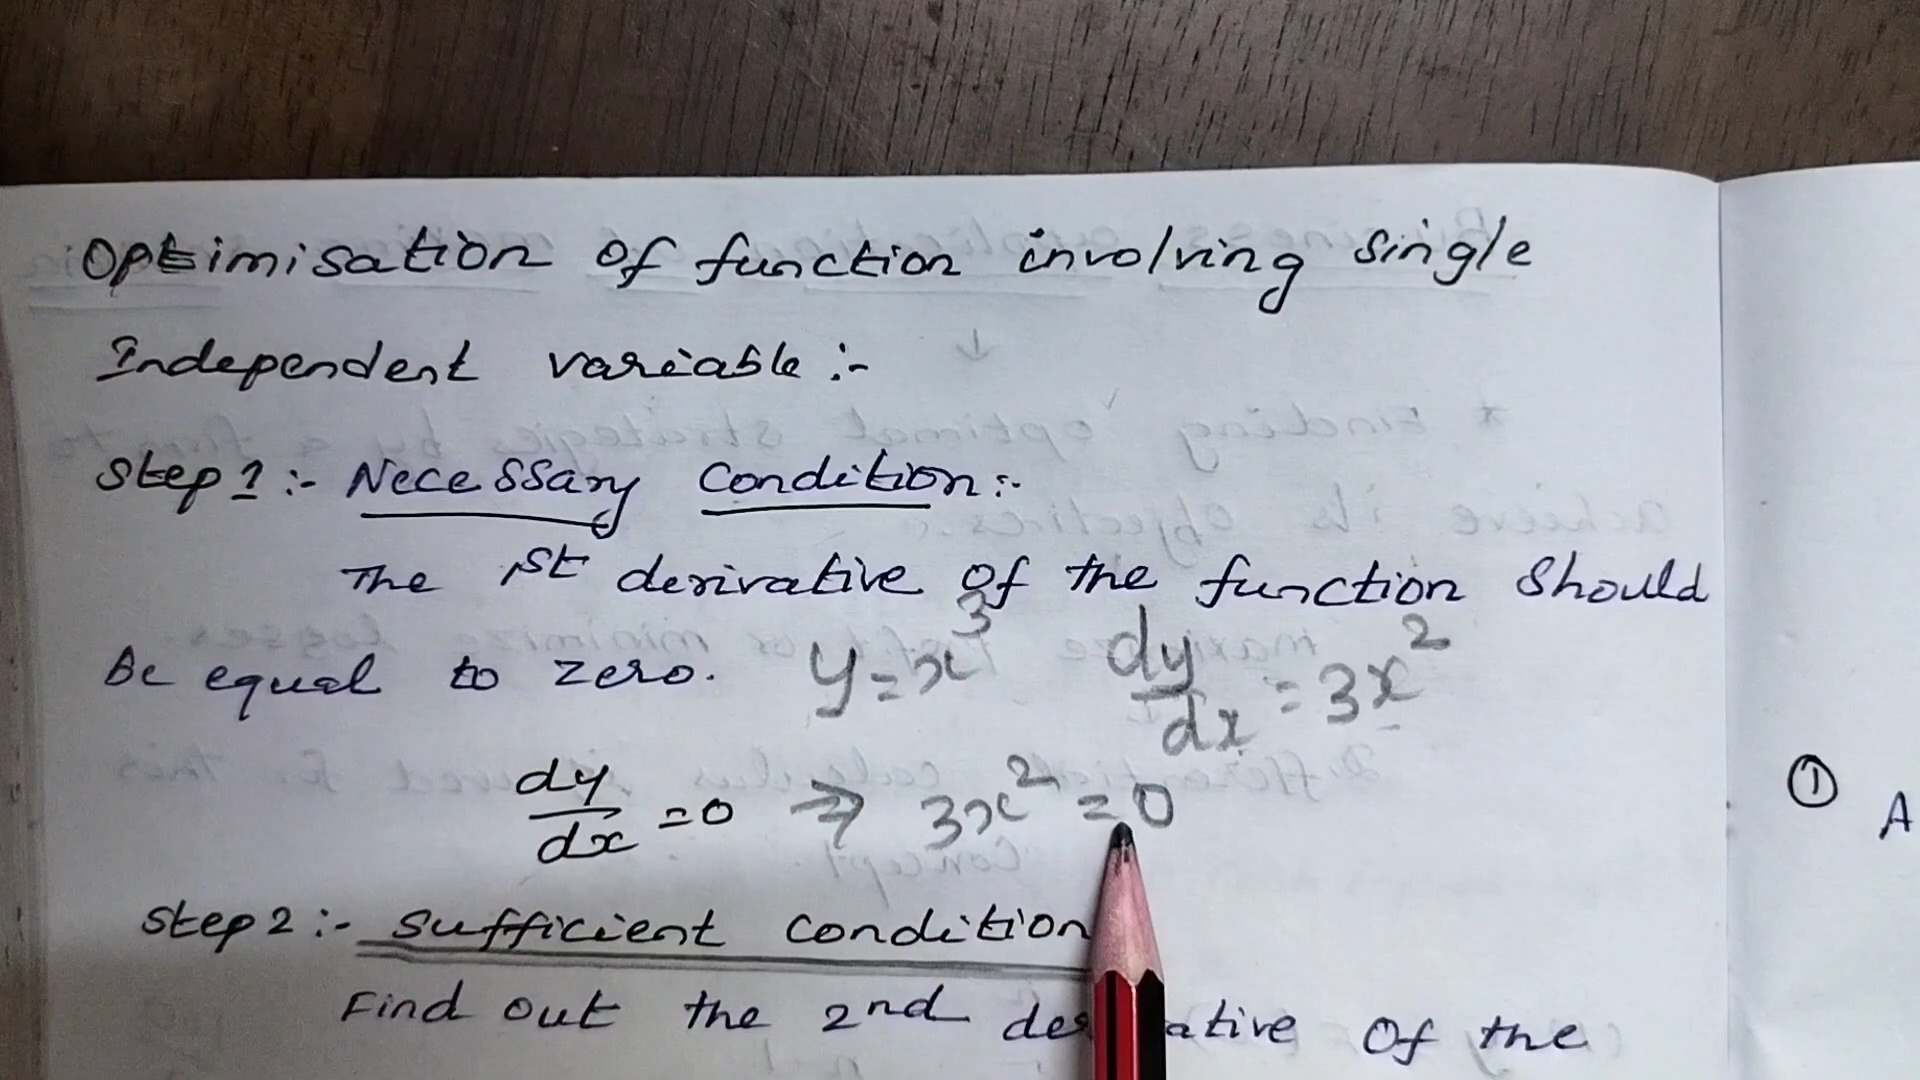 Optimisation of function involving single
Independent variable :-
Step 1 :- Necessary Condition :-
The 1st derivative of the function should
be equal to zero. y = x³ dy/dx = 3x²
dy/dx = 0 ⇒ 3x² = 0
Step 2 :- Sufficient condition
Find out the 2nd of the
① A